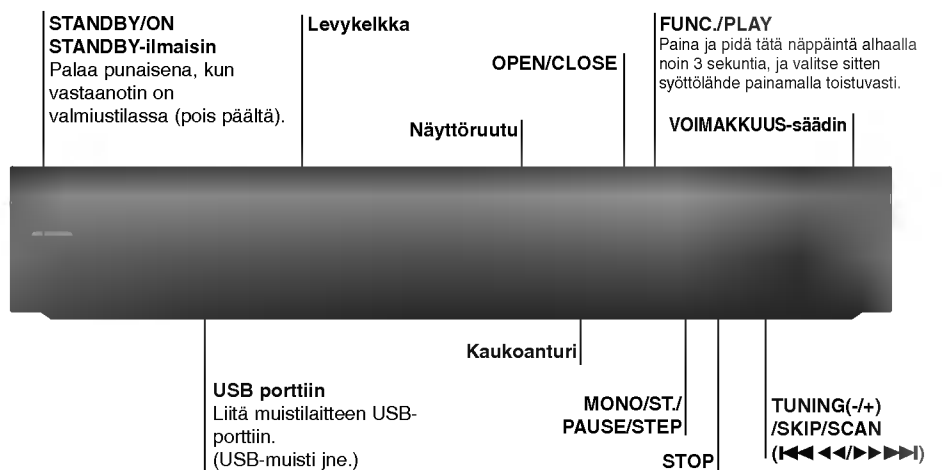 STANDBY/ON
STANDBY-ilmaisin
Palaa punaisena, kun
vastaanotin on
valmiustilassa (pois päältä).
Levykelkka
OPEN/CLOSE
Näyttöruutu
FUNC./PLAY
Paina ja pidä tätä näppäintä alhaalla
noin 3 sekuntia, ja valitse sitten
syöttölähde painamalla toistuvasti.
VOIMAKKUUS-säädin
USB porttiin
Liitä muistilaitteen USB-
porttiin.
(USB-muisti jne.)
Kaukoanturi
MONO/ST./
PAUSE/STEP
STOP
TUNING(-/+)
/SKIP/SCAN
(|◀◀ ◀◀/▶▶ ▶▶|)